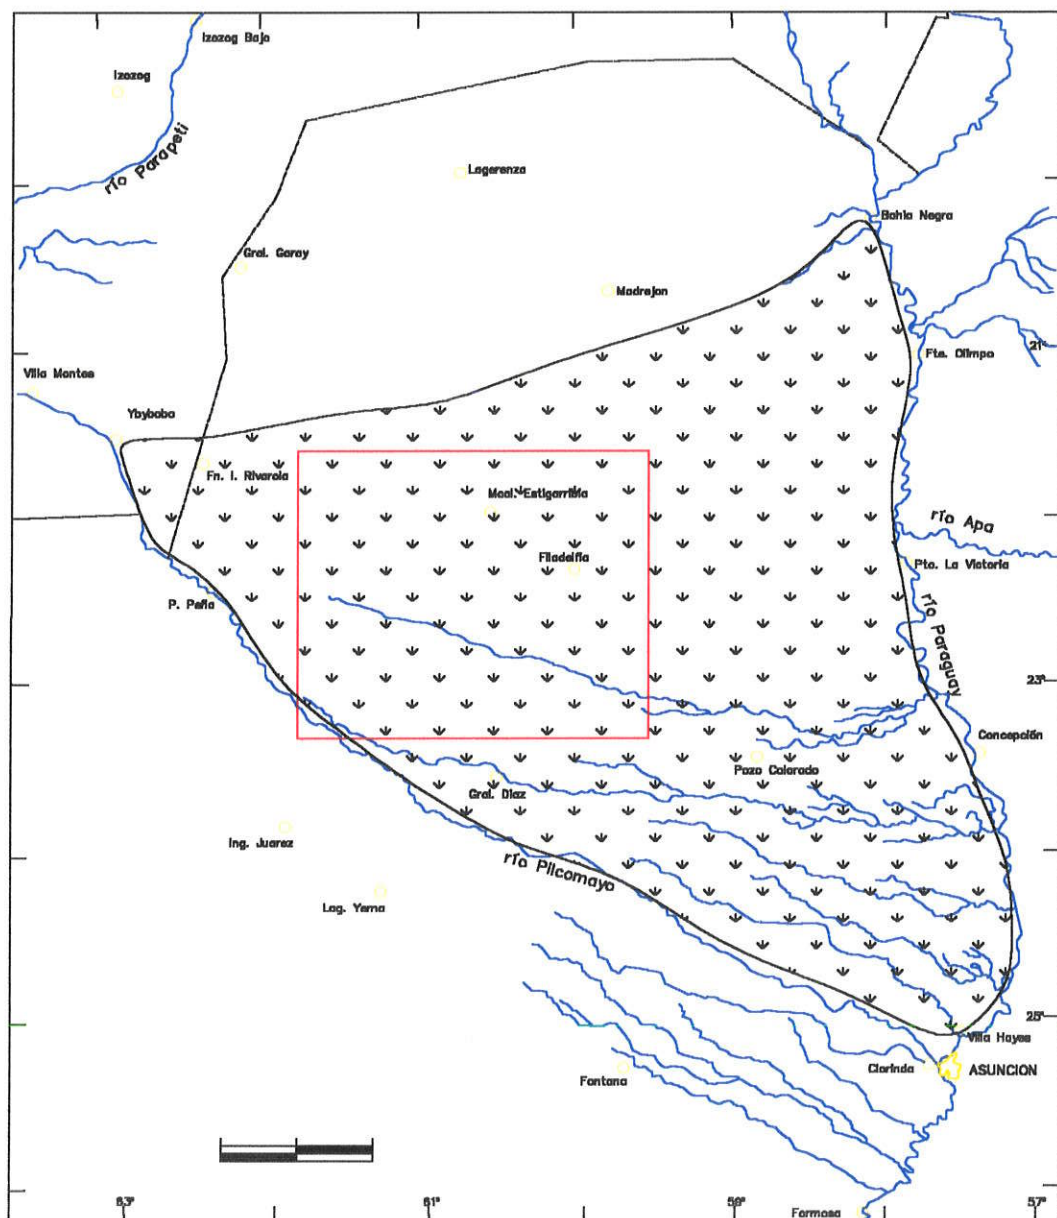 Izozog Bajo
Izozog
río Parapeti
Lagerenza
Bahía Negra
Gral. Garay
Madrejon
21°
Fte. Olimpo
Villa Montes
Ybybobo
Fn. I. Rivarola
Mcal. Estigarribia
río Apa
Filadelfia
Pto. La Victoria
P. Peña
río Paraguay
23°
Concepción
Pozo Colorado
Gral. Diaz
Ing. Juarez
río Pilcomayo
Lag. Yema
25°
Villa Hayes
Clorinda
ASUNCION
Fontana
63°
61°
59°
57°
Formosa